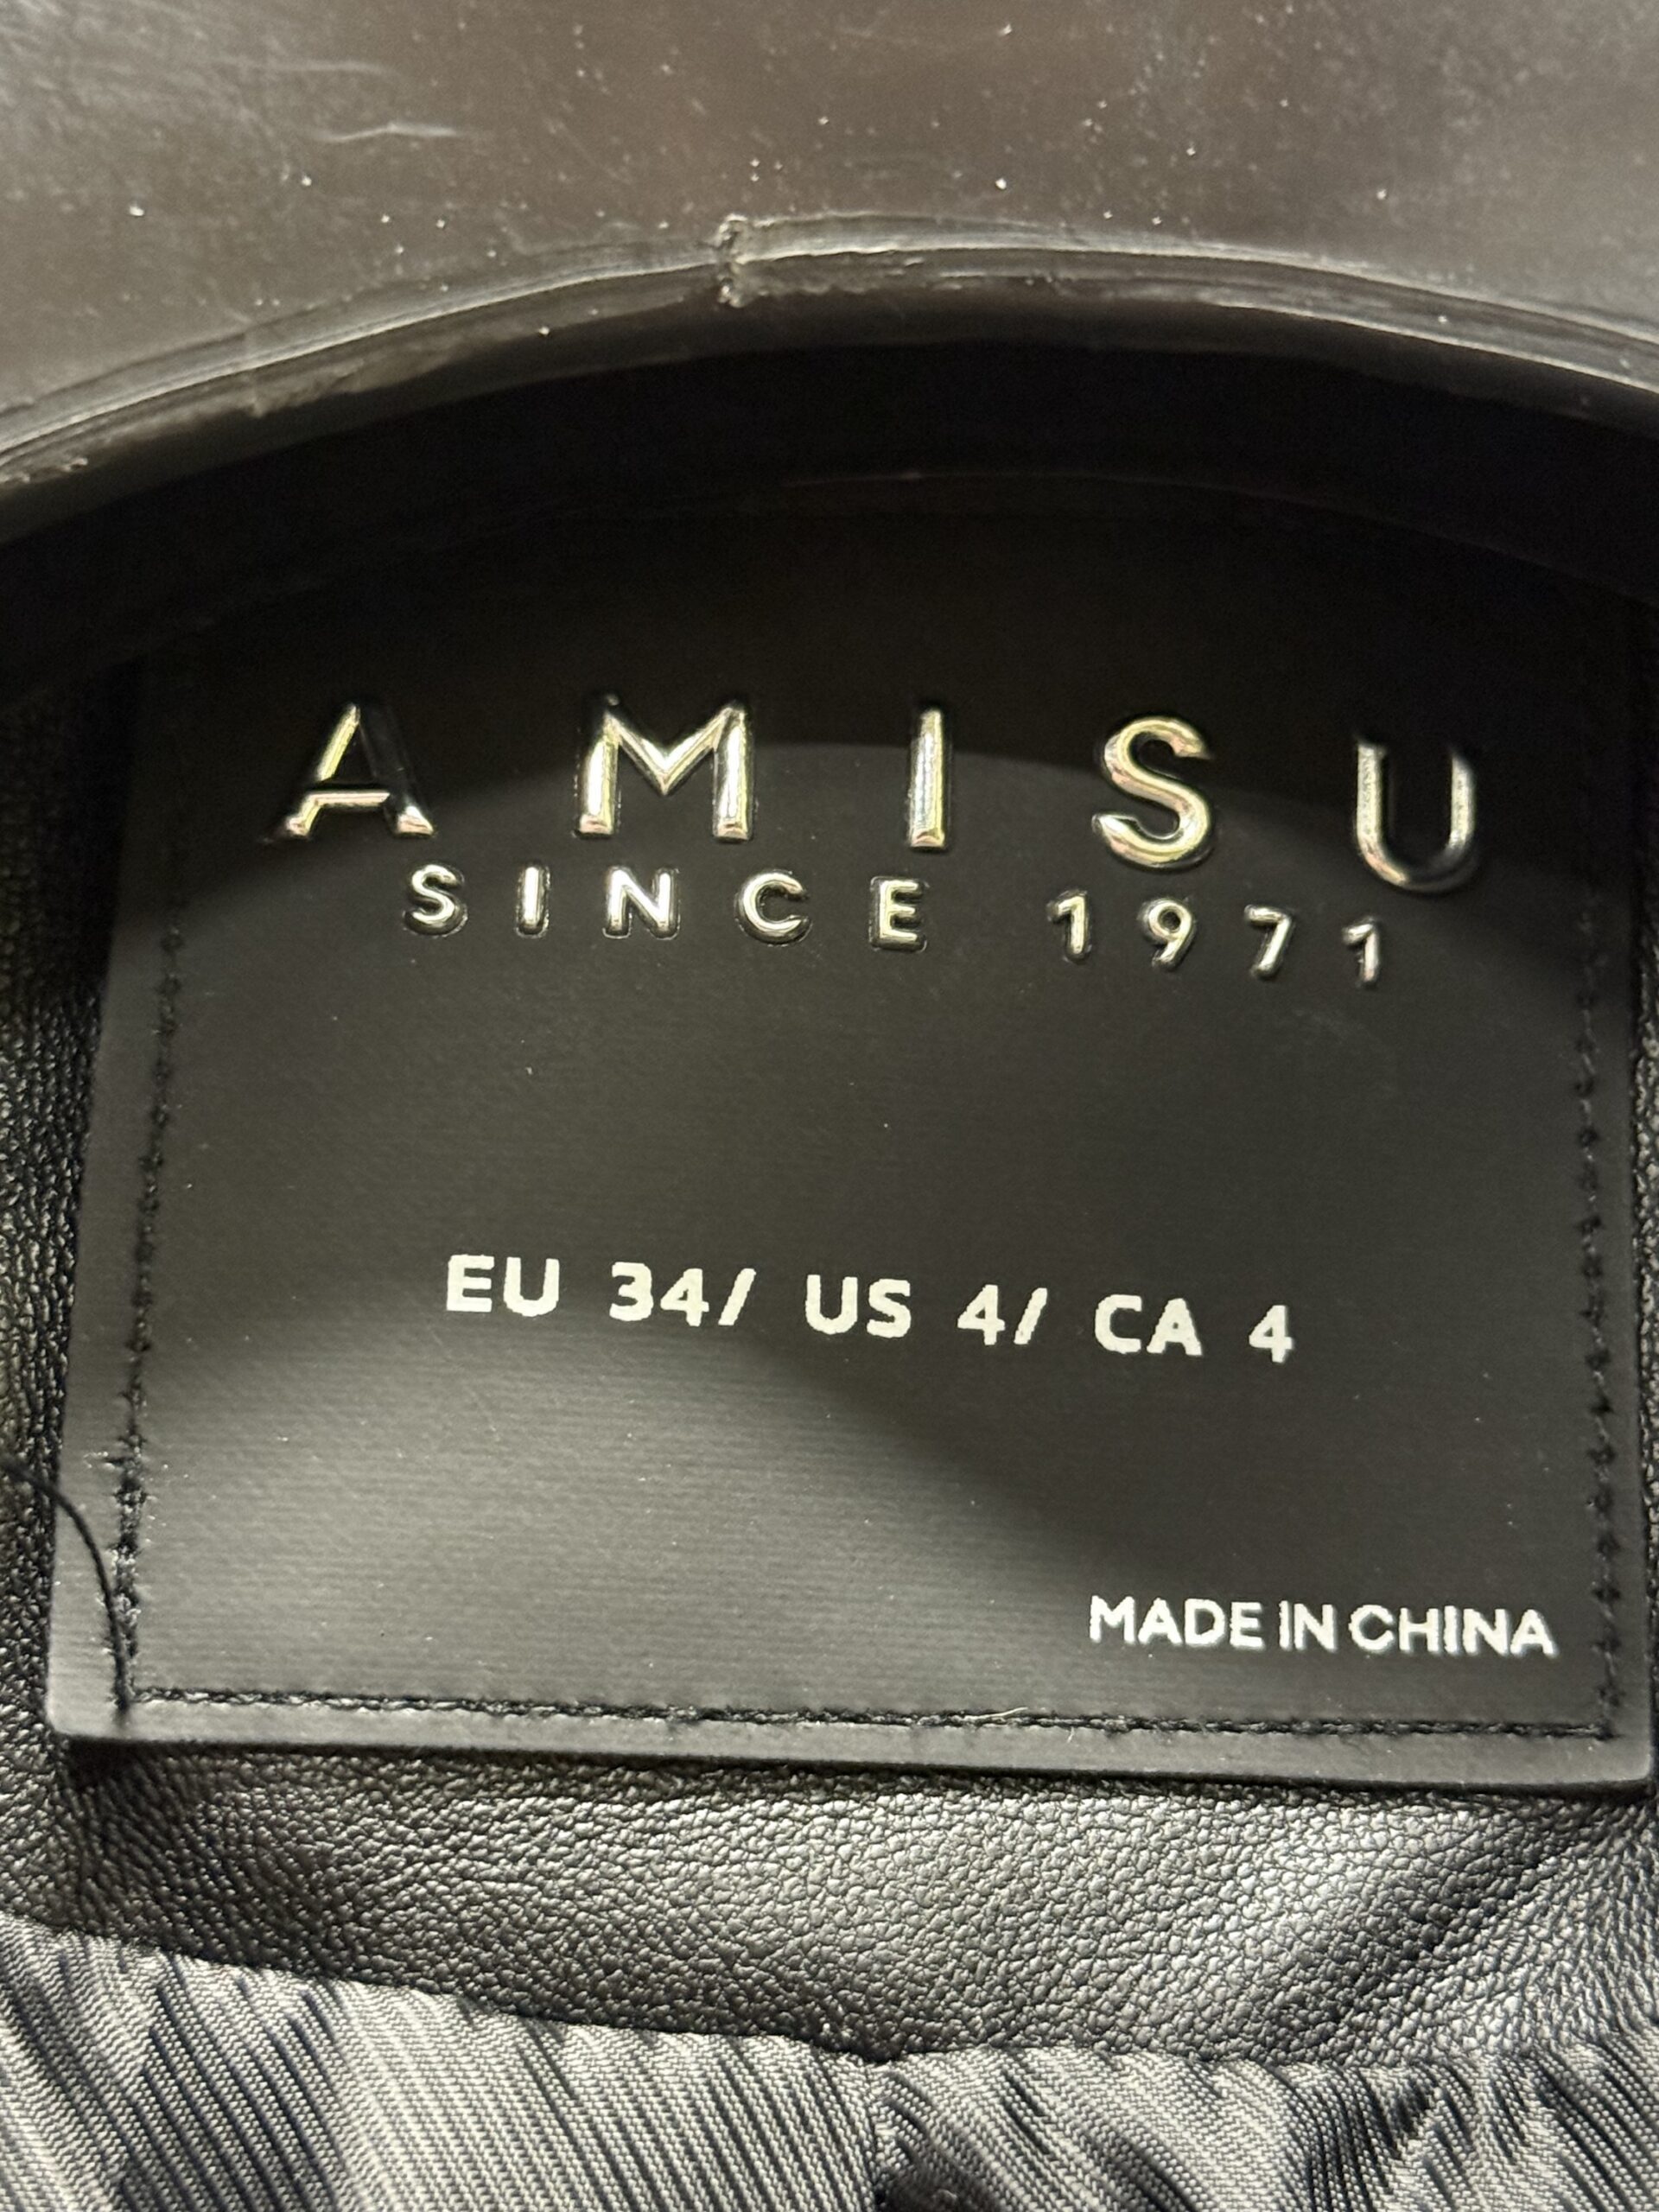 AMISU
SINCE 1971
EU 34/ US 4/ CA 4
MADE IN CHINA